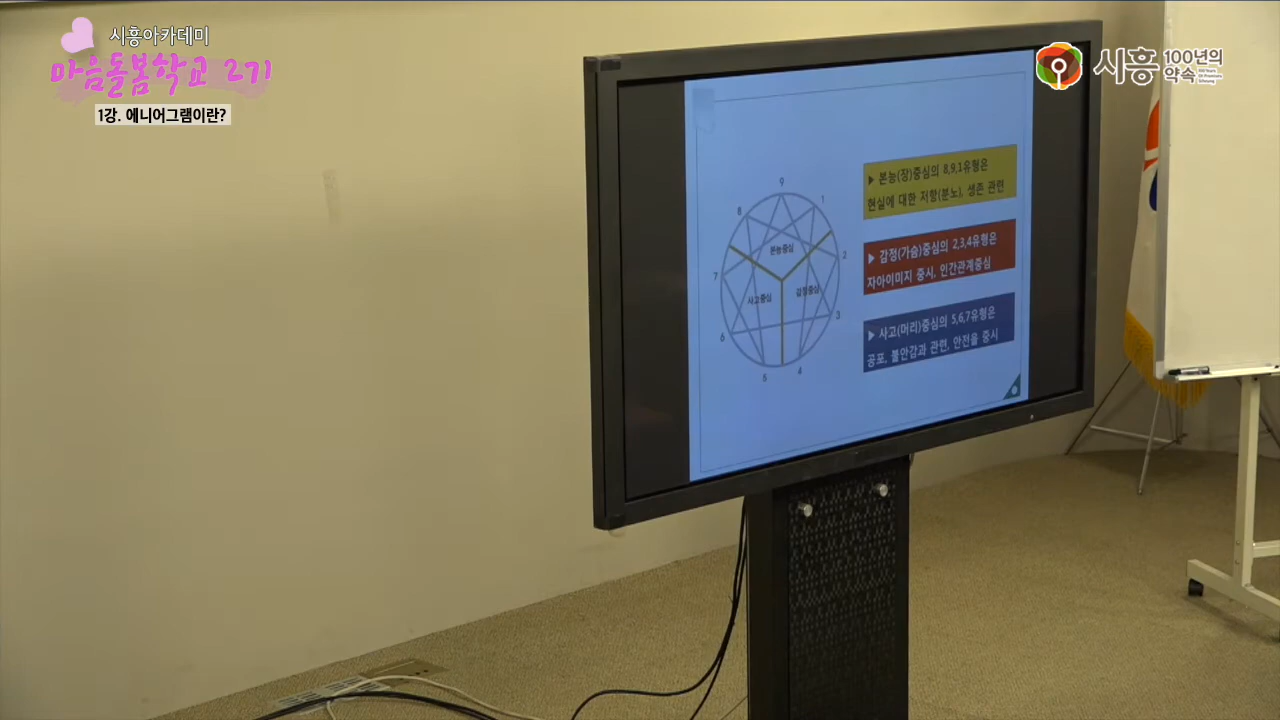 시흥아카데미
마음돌봄학교 2기
1강. 에니어그램이란?
시흥 100년의
약속
9
8
1
본능중심
2
7
사고중심
감정중심
3
6
5
4
▶ 본능(장)중심의 8,9,1유형은
현실에 대한 저항(분노), 생존 관련
▶ 감정(가슴)중심의 2,3,4유형은
자아이미지 중시, 인간관계중심
▶ 사고(머리)중심의 5,6,7유형은
공포, 불안감과 관련, 안전을 중시